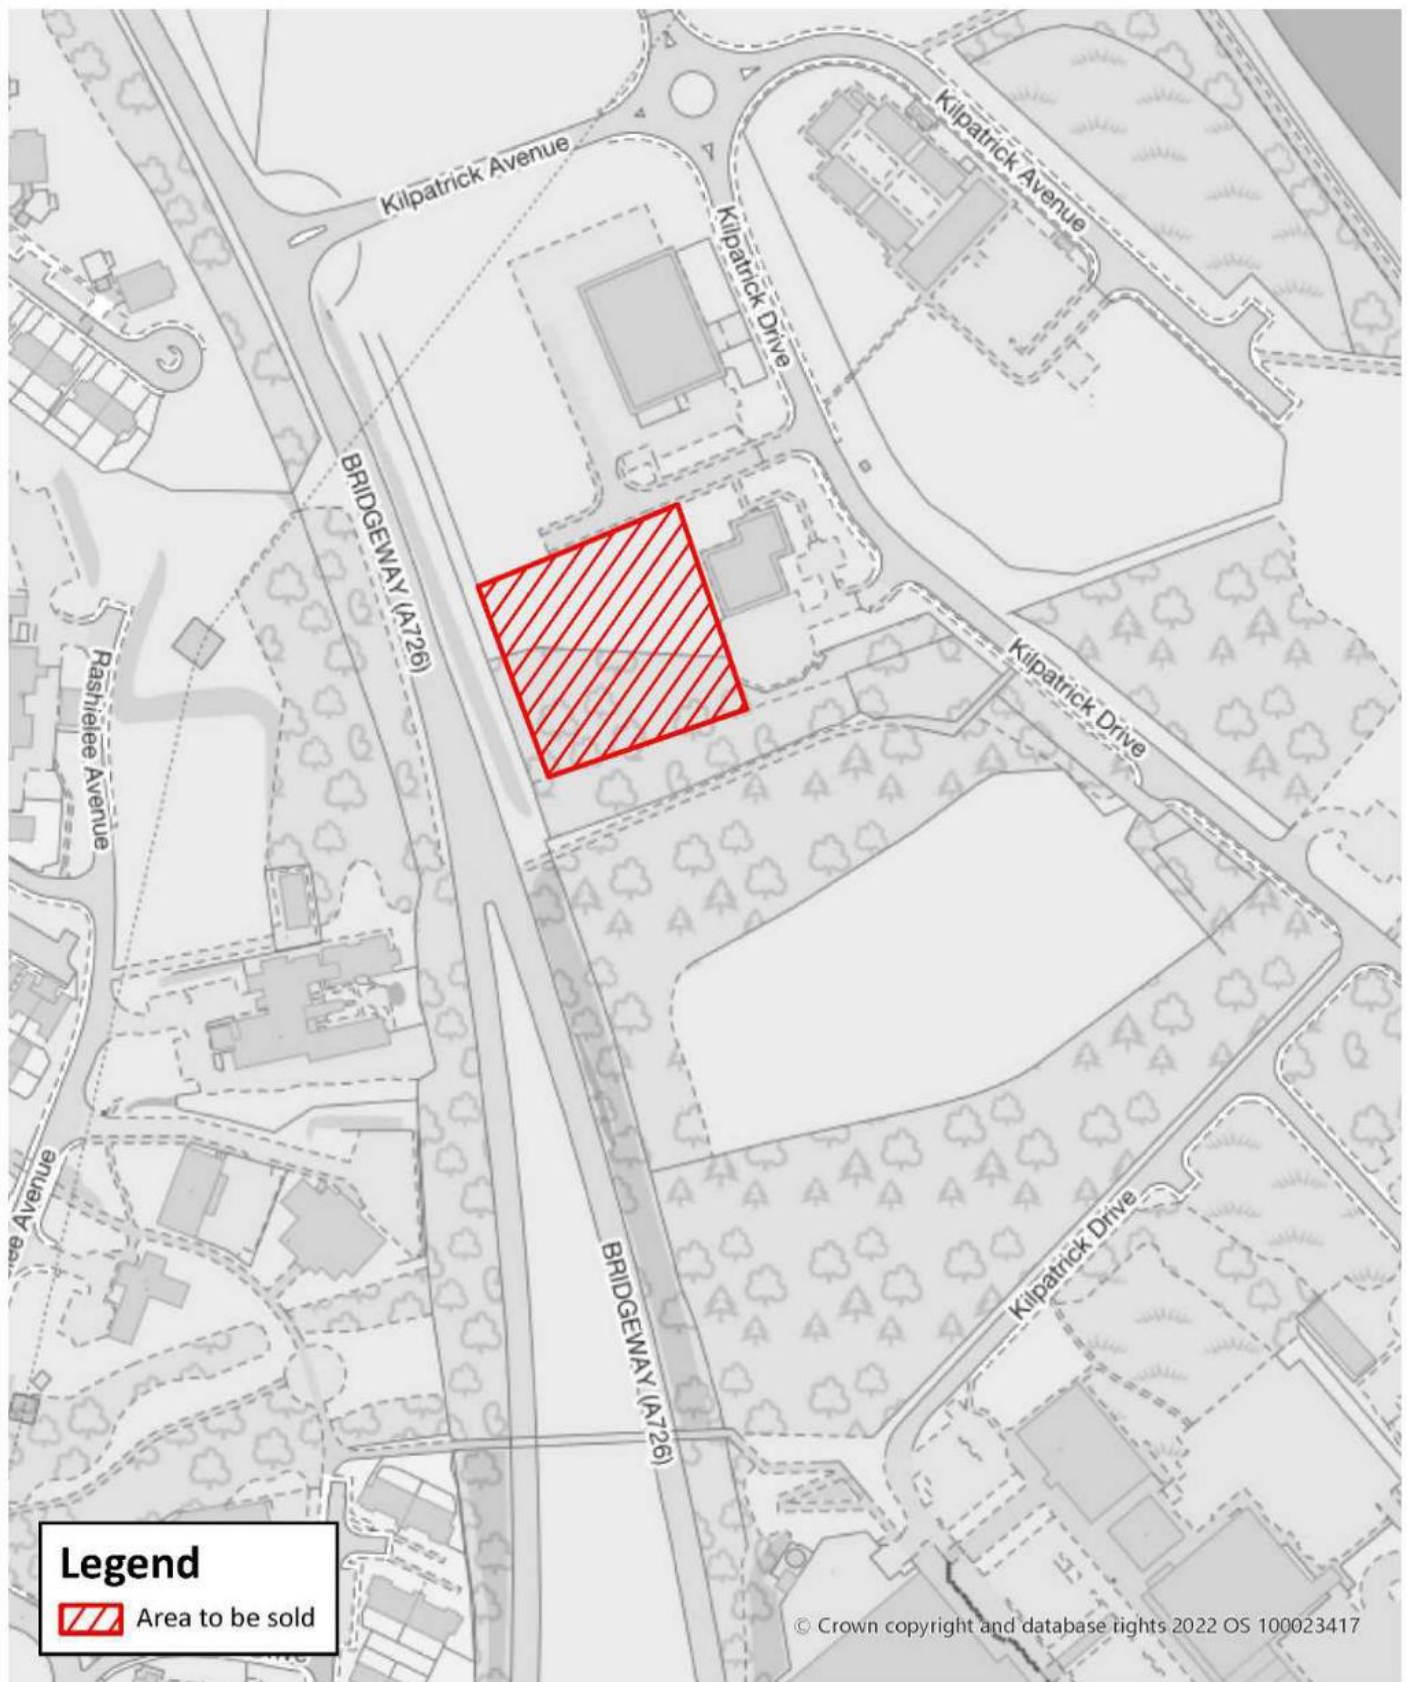 Kilpatrick Avenue
Kilpatrick Avenue
Kilpatrick Drive
BRIDGEWAY (A726)
Rashielee Avenue
Kilpatrick Drive
Avenue
Kilpatrick Drive
BRIDGEWAY (A726)
Legend
Area to be sold
© Crown copyright and database rights 2022 OS 100023417